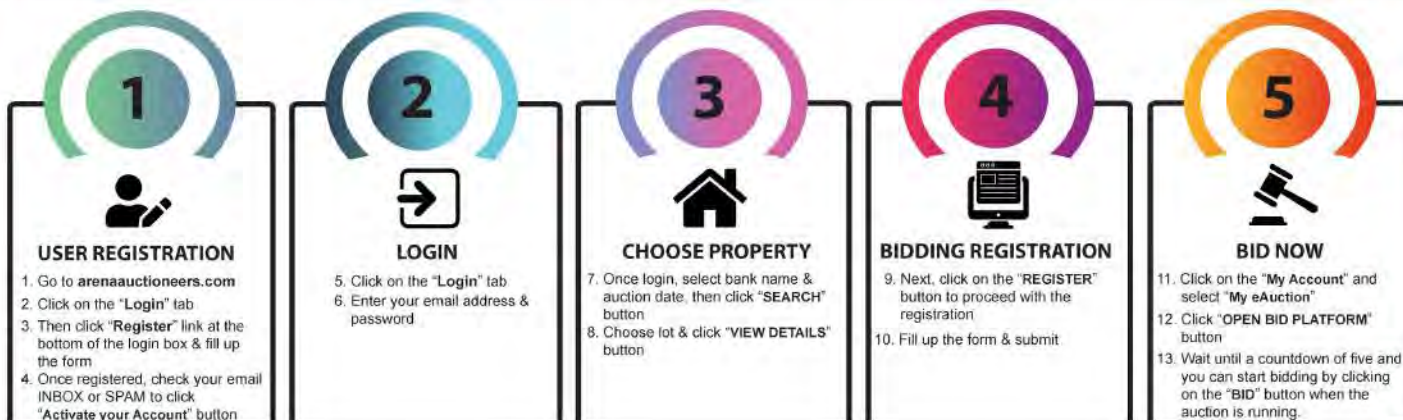 1
USER REGISTRATION
1. Go to arenaauctioneers.com
2. Click on the "Login" tab
3. Then click "Register" link at the
bottom of the login box & fill up
the form
4. Once registered, check your email
INBOX or SPAM to click
"Activate your Account" button
2
LOGIN
5. Click on the "Login" tab
6. Enter your email address &
password
3
CHOOSE PROPERTY
7. Once login, select bank name &
auction date, then click "SEARCH"
button
8. Choose lot & click "VIEW DETAILS"
button
4
BIDDING REGISTRATION
9. Next, click on the "REGISTER"
button to proceed with the
registration
10. Fill up the form & submit
5
BID NOW
11. Click on the "My Account" and
select "My eAuction"
12. Click "OPEN BID PLATFORM"
button
13. Wait until a countdown of five and
you can start bidding by clicking
on the "BID" button when the
auction is running.